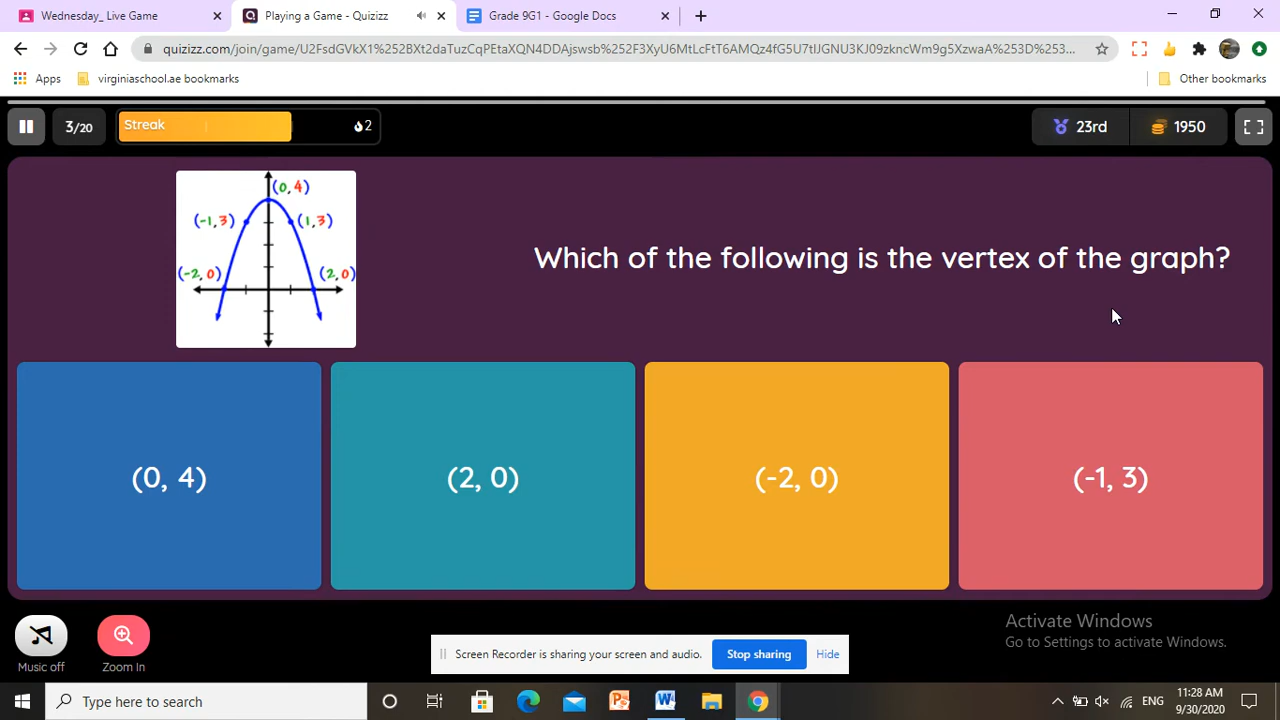 Wednesday_ Live Game
Playing a Game - Quizizz
Grade 9G1 - Google Docs
quizizz.com/join/game/U2FsdGVkX1%252BXt2daTuzCqPEtaXQN4DDAjswsb%252F3XyU6MtLcFtT6AMQz4fG5U7tIJGNU3KJ09zkncWm9g5XzwaA%253D%253...
Apps
virginiaschool.ae bookmarks
Other bookmarks
3/20
Streak
2
23rd
1950
(0, 4)
(-1, 3)
(1, 3)
(-2, 0)
(2, 0)
Which of the following is the vertex of the graph?
(0, 4)
(2, 0)
(-2, 0)
(-1, 3)
Music off
Zoom In
Screen Recorder is sharing your screen and audio.
Stop sharing
Hide
Activate Windows
Go to Settings to activate Windows.
Type here to search
ENG
11:28 AM
9/30/2020